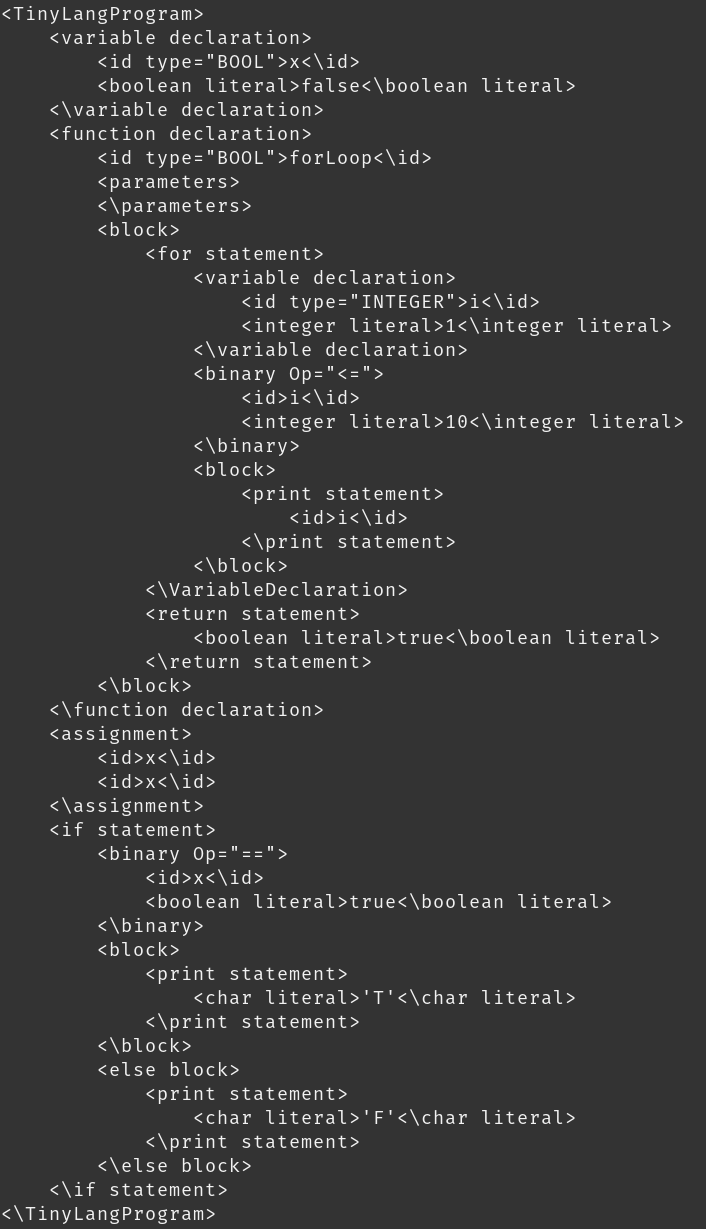 <TinyLangProgram>
    <variable declaration>
        <id type="BOOL">x<\id>
        <boolean literal>false<\boolean literal>
    <\variable declaration>
    <function declaration>
        <id type="BOOL">forLoop<\id>
        <parameters>
        <\parameters>
        <block>
            <for statement>
                <variable declaration>
                    <id type="INTEGER">i<\id>
                    <integer literal>1<\integer literal>
                <\variable declaration>
                <binary Op="<=">
                    <id>i<\id>
                    <integer literal>10<\integer literal>
                <\binary>
                <block>
                    <print statement>
                        <id>i<\id>
                    <\print statement>
                <\block>
            <\VariableDeclaration>
            <return statement>
                <boolean literal>true<\boolean literal>
            <\return statement>
        <\block>
    <\function declaration>
    <assignment>
        <id>x<\id>
        <id>x<\id>
    <\assignment>
    <if statement>
        <binary Op="==">
            <id>x<\id>
            <boolean literal>true<\boolean literal>
        <\binary>
        <block>
            <print statement>
                <char literal>'T'<\char literal>
            <\print statement>
        <\block>
        <else block>
            <print statement>
                <char literal>'F'<\char literal>
            <\print statement>
        <\else block>
    <\if statement>
<\TinyLangProgram>